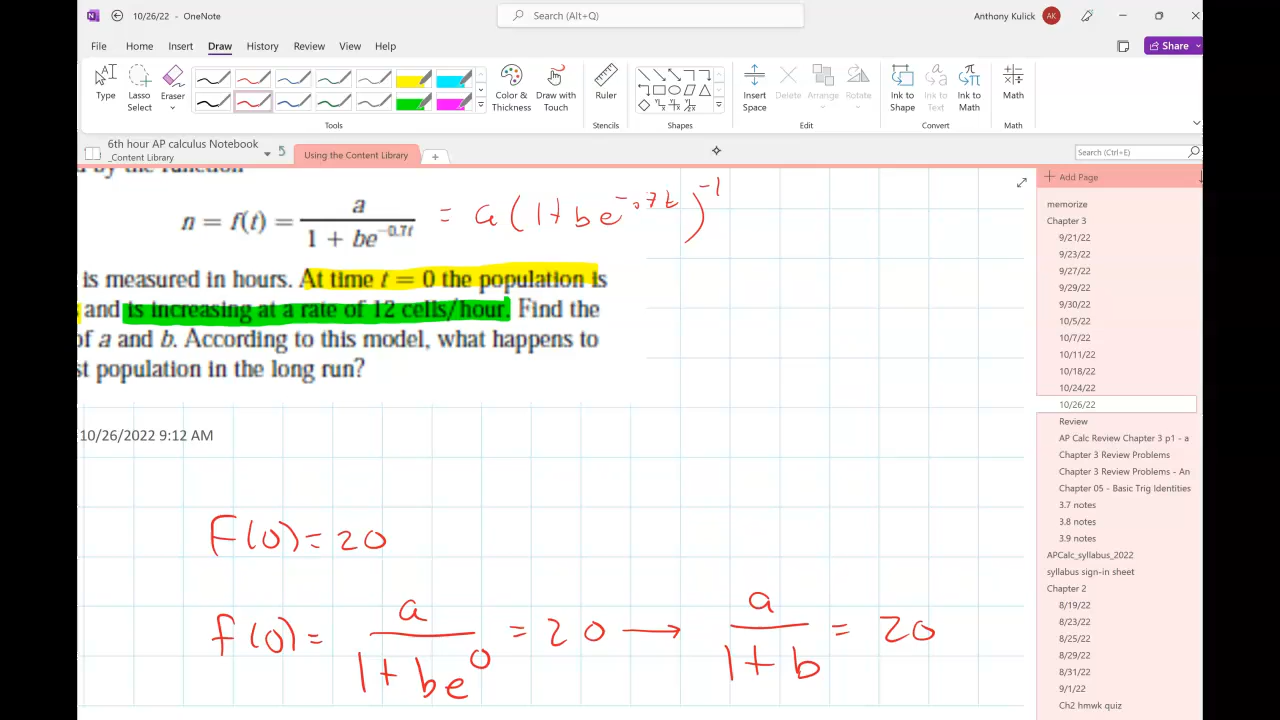 10/26/22 - OneNote
Search (Alt+Q)
Anthony Kulick
AK
File Home Insert Draw History Review View Help
Share
Type
Lasso Select
Eraser
Color & Thickness
Draw with Touch
Ruler
Insert Space
Delete
Arrange
Rotate
Ink to Shape
Ink to Text
Ink to Math
Math
Tools
Stencils
Shapes
Edit
Convert
Math
6th hour AP calculus Notebook
_Content Library
5
Using the Content Library
Search (Ctrl+E)
Add Page
memorize
Chapter 3
9/21/22
9/23/22
9/27/22
9/29/22
9/30/22
10/5/22
10/7/22
10/11/22
10/18/22
10/24/22
10/26/22
Review
AP Calc Review Chapter 3 p1 - a
Chapter 3 Review Problems
Chapter 3 Review Problems - An
Chapter 05 - Basic Trig Identities
3.7 notes
3.8 notes
3.9 notes
APCalc_syllabus_2022
syllabus sign-in sheet
Chapter 2
8/19/22
8/23/22
8/25/22
8/29/22
8/31/22
9/1/22
Ch2 hmwk quiz
by the function
n = f(t) = a / (1 + be^-0.7t) = a(1+be^-.7t)^-1
is measured in hours. At time t = 0 the population is
and is increasing at a rate of 12 cells/hour. Find the
of a and b. According to this model, what happens to
st population in the long run?
10/26/2022 9:12 AM
F(0)=20
f(0)= a / (1+be^0) = 20 → a / (1+b) = 20